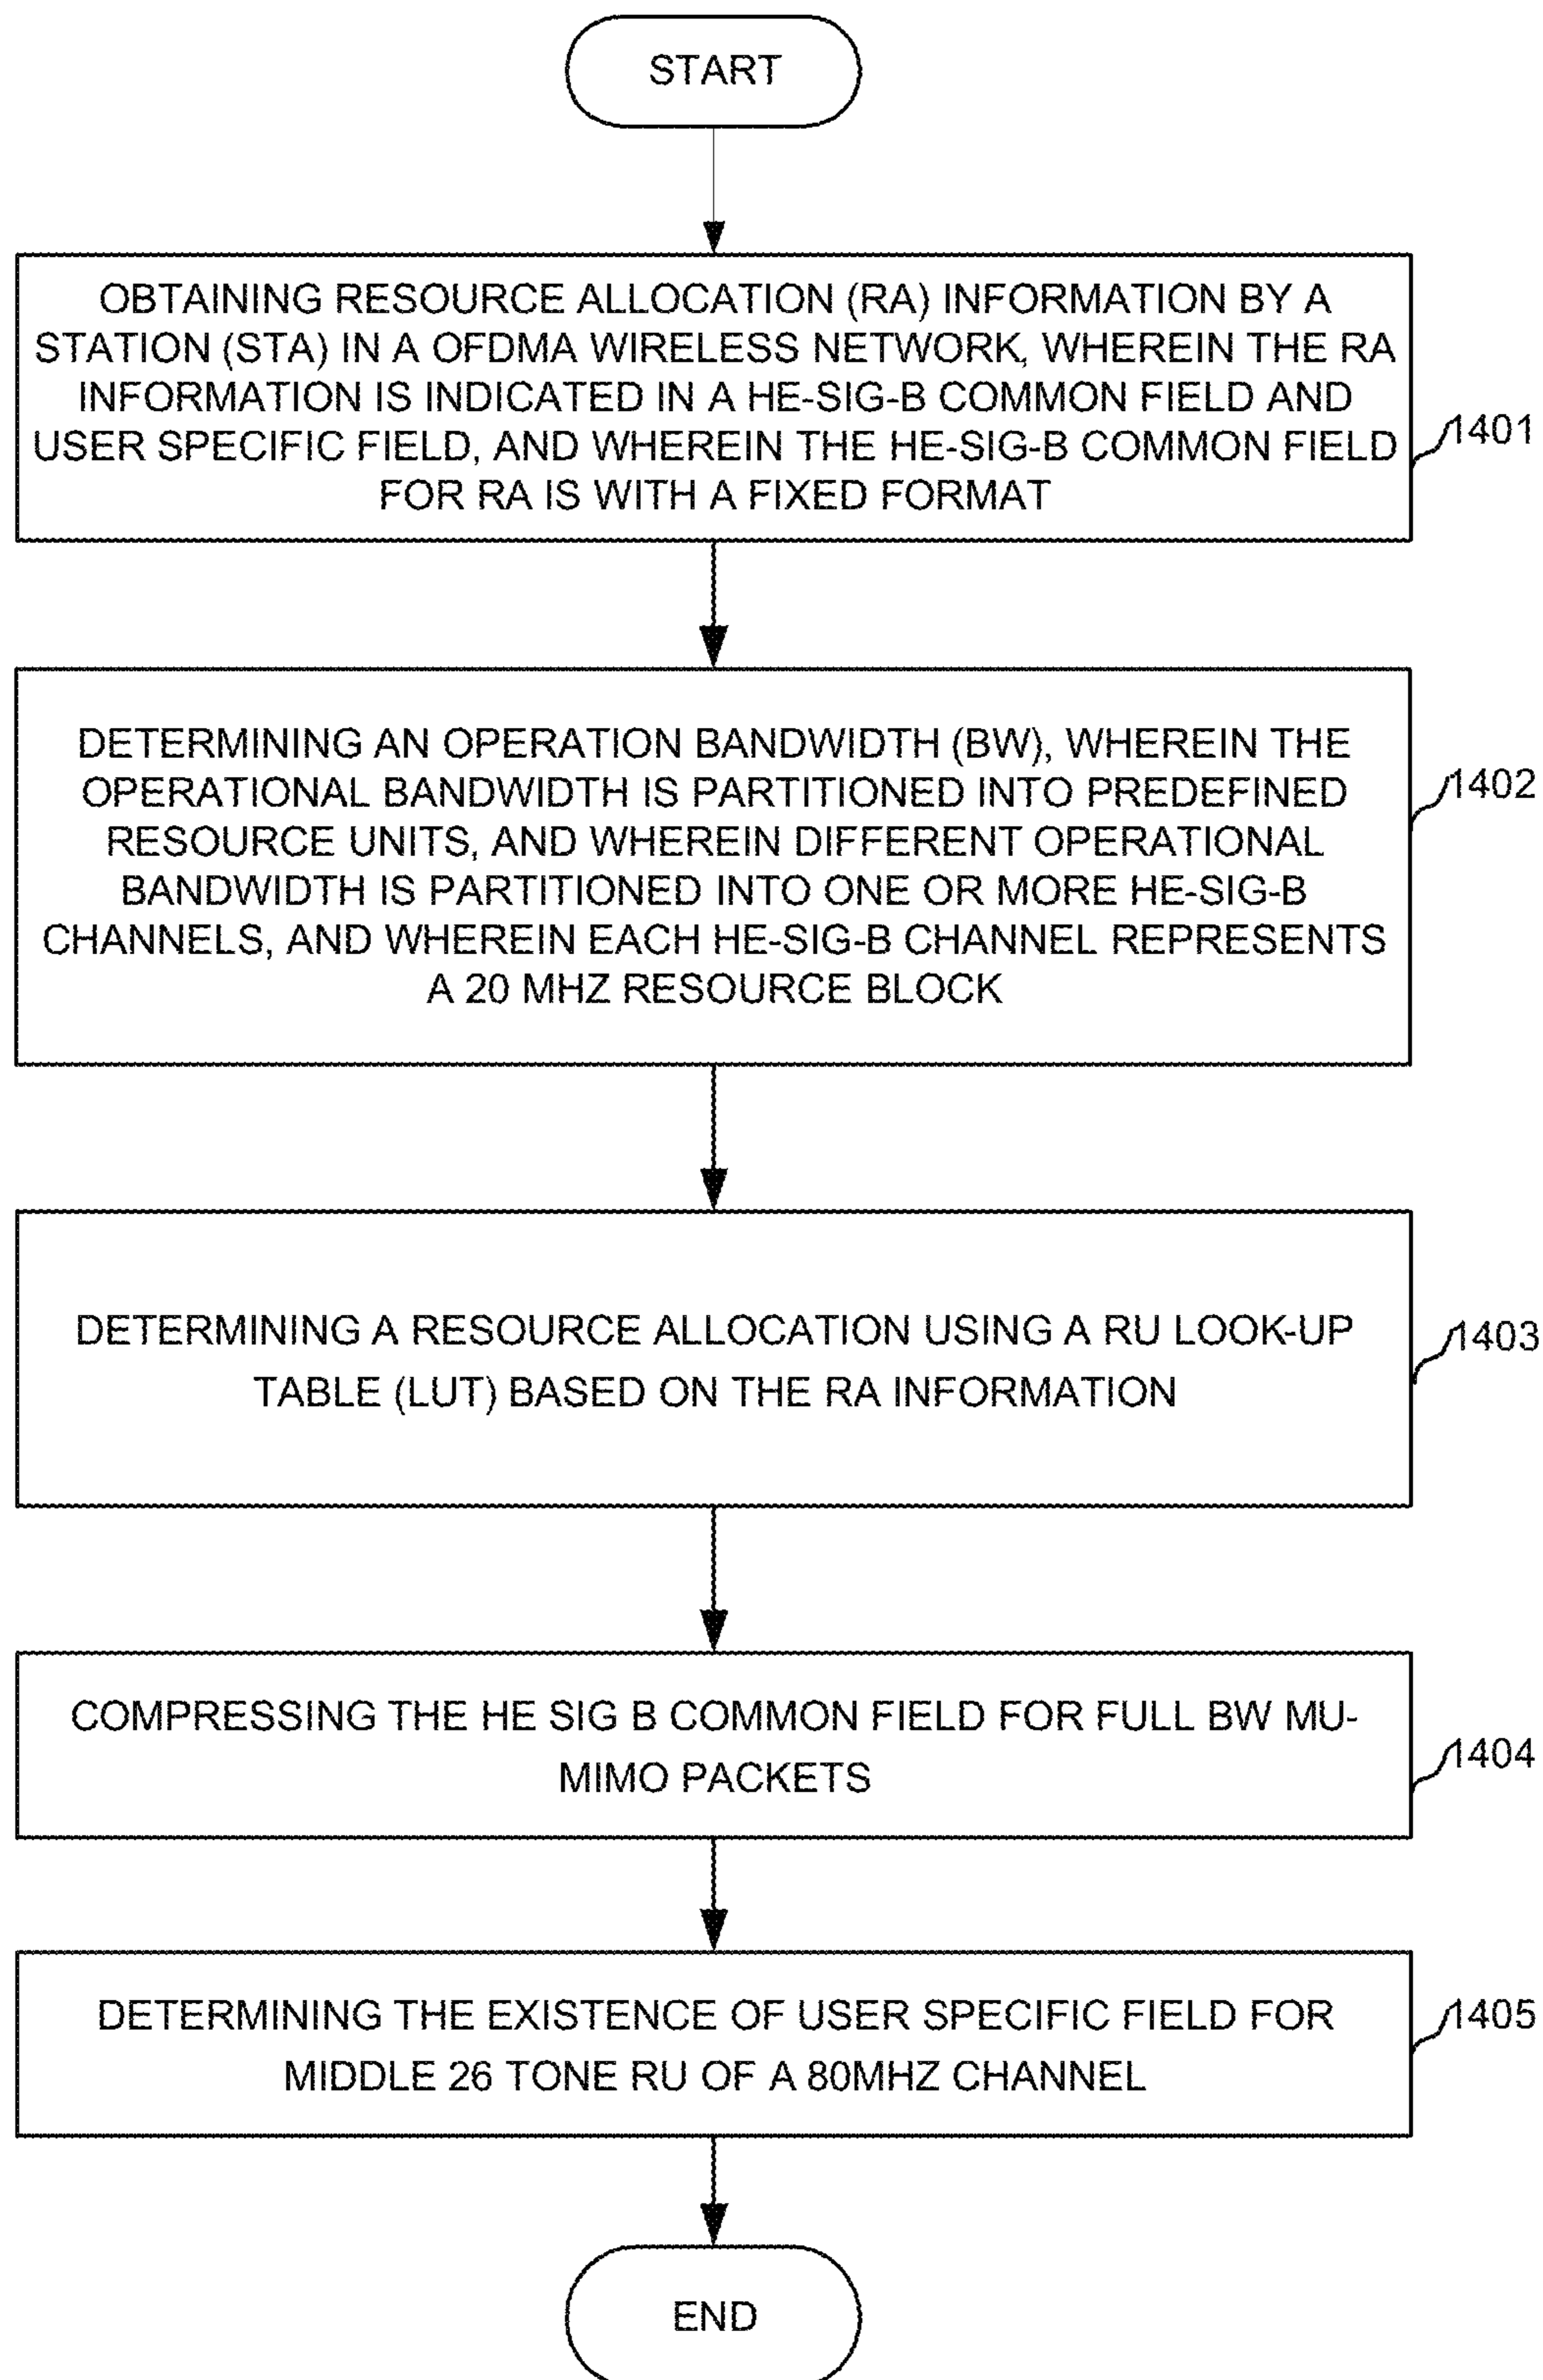 START
OBTAINING RESOURCE ALLOCATION (RA) INFORMATION BY A
STATION (STA) IN A OFDMA WIRELESS NETWORK, WHEREIN THE RA
INFORMATION IS INDICATED IN A HE-SIG-B COMMON FIELD AND
USER SPECIFIC FIELD, AND WHEREIN THE HE-SIG-B COMMON FIELD
FOR RA IS WITH A FIXED FORMAT
1401
DETERMINING AN OPERATION BANDWIDTH (BW), WHEREIN THE
OPERATIONAL BANDWIDTH IS PARTITIONED INTO PREDEFINED
RESOURCE UNITS, AND WHEREIN DIFFERENT OPERATIONAL
BANDWIDTH IS PARTITIONED INTO ONE OR MORE HE-SIG-B
CHANNELS, AND WHEREIN EACH HE-SIG-B CHANNEL REPRESENTS
A 20 MHZ RESOURCE BLOCK
1402
DETERMINING A RESOURCE ALLOCATION USING A RU LOOK-UP
TABLE (LUT) BASED ON THE RA INFORMATION
1403
COMPRESSING THE HE SIG B COMMON FIELD FOR FULL BW MU-
MIMO PACKETS
1404
DETERMINING THE EXISTENCE OF USER SPECIFIC FIELD FOR
MIDDLE 26 TONE RU OF A 80MHZ CHANNEL
1405
END